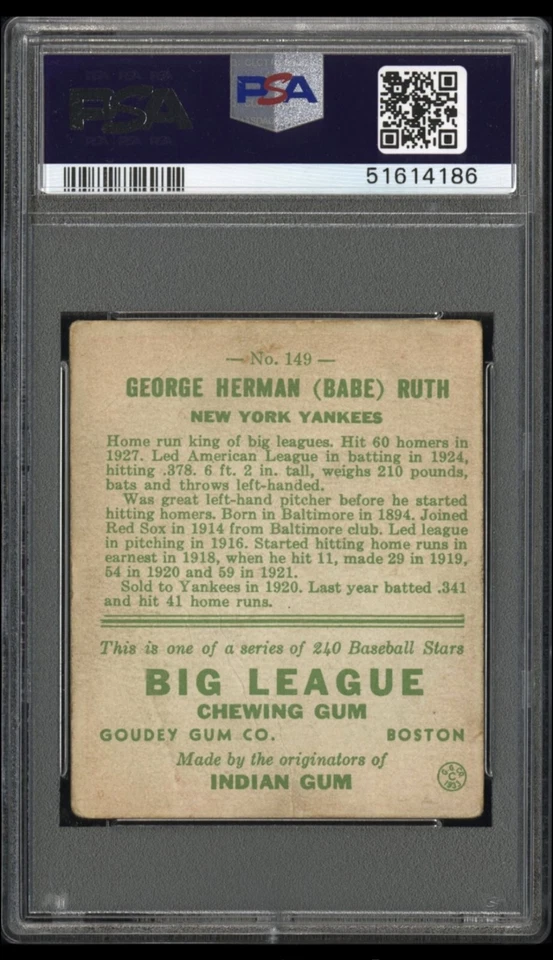 PSA
PSA
51614186
— No. 149 —
GEORGE HERMAN (BABE) RUTH
NEW YORK YANKEES
Home run king of big leagues. Hit 60 homers in
1927. Led American League in batting in 1924,
hitting .378. 6 ft. 2 in. tall, weighs 210 pounds,
bats and throws left-handed.
Was great left-hand pitcher before he started
hitting homers. Born in Baltimore in 1894. Joined
Red Sox in 1914 from Baltimore club. Led league
in pitching in 1916. Started hitting home runs in
earnest in 1918, when he hit 11, made 29 in 1919,
54 in 1920 and 59 in 1921.
Sold to Yankees in 1920. Last year batted .341
and hit 41 home runs.
This is one of a series of 240 Baseball Stars
BIG LEAGUE
CHEWING GUM
GOUDEY GUM CO. BOSTON
Made by the originators of
INDIAN GUM